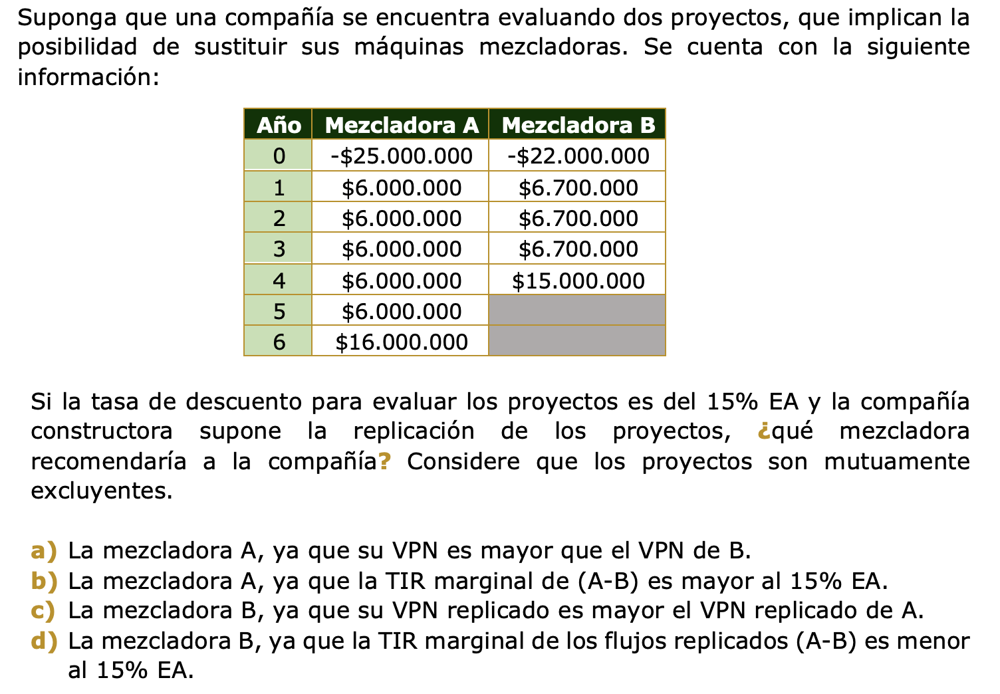 Suponga que una compañía se encuentra evaluando dos proyectos, que implican la
posibilidad de sustituir sus máquinas mezcladoras. Se cuenta con la siguiente
información:
Año Mezcladora A Mezcladora B
0 -$25.000.000 -$22.000.000
1 $6.000.000 $6.700.000
2 $6.000.000 $6.700.000
3 $6.000.000 $6.700.000
4 $6.000.000 $15.000.000
5 $6.000.000
6 $16.000.000
Si la tasa de descuento para evaluar los proyectos es del 15% EA y la compañía
constructora supone la replicación de los proyectos, ¿qué mezcladora
recomendaría a la compañía? Considere que los proyectos son mutuamente
excluyentes.
a) La mezcladora A, ya que su VPN es mayor que el VPN de B.
b) La mezcladora A, ya que la TIR marginal de (A-B) es mayor al 15% EA.
c) La mezcladora B, ya que su VPN replicado es mayor el VPN replicado de A.
d) La mezcladora B, ya que la TIR marginal de los flujos replicados (A-B) es menor
al 15% EA.